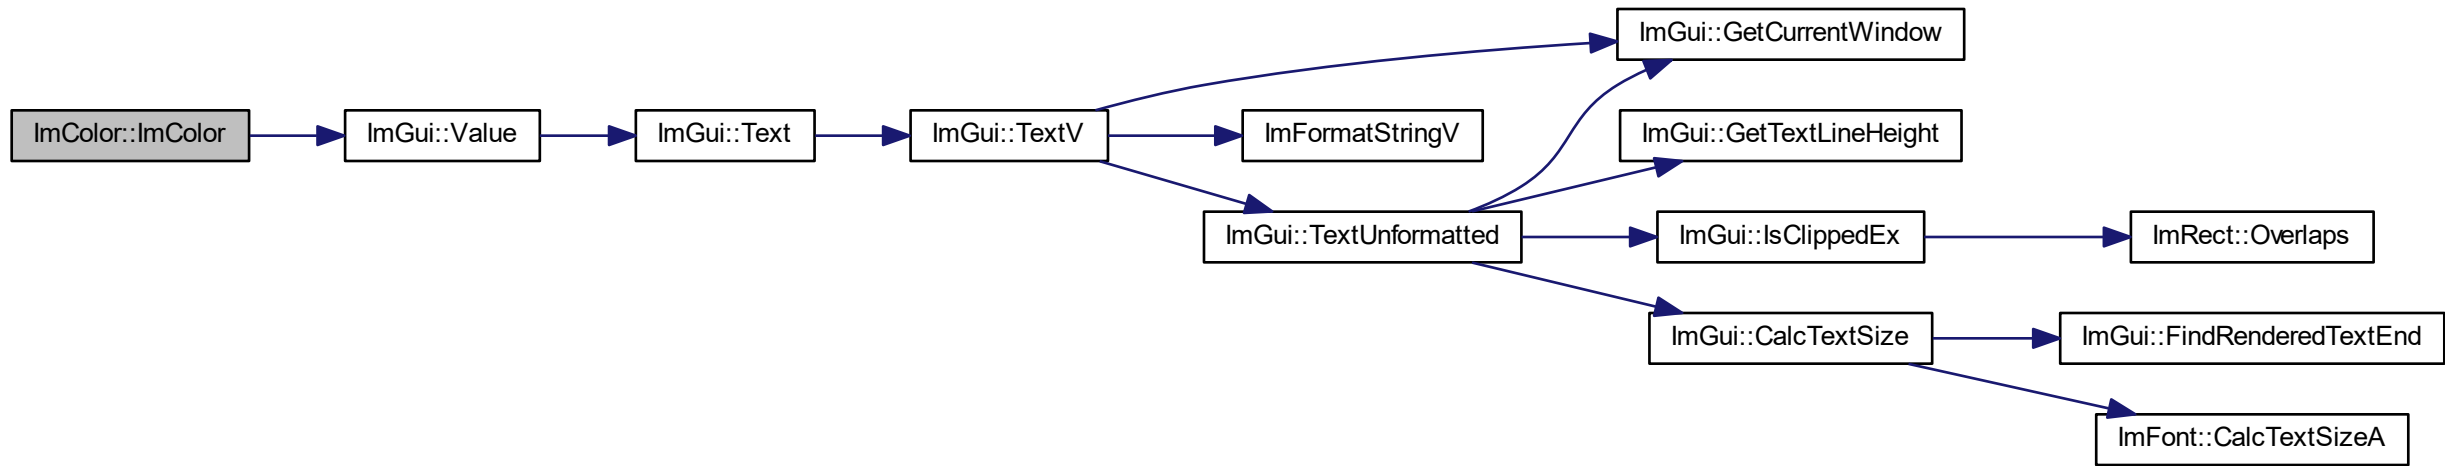 ImColor::ImColor
ImGui::Value
ImGui::Text
ImGui::TextV
ImGui::GetCurrentWindow
ImFormatStringV
ImGui::GetTextLineHeight
ImGui::TextUnformatted
ImGui::IsClippedEx
ImRect::Overlaps
ImGui::CalcTextSize
ImGui::FindRenderedTextEnd
ImFont::CalcTextSizeA